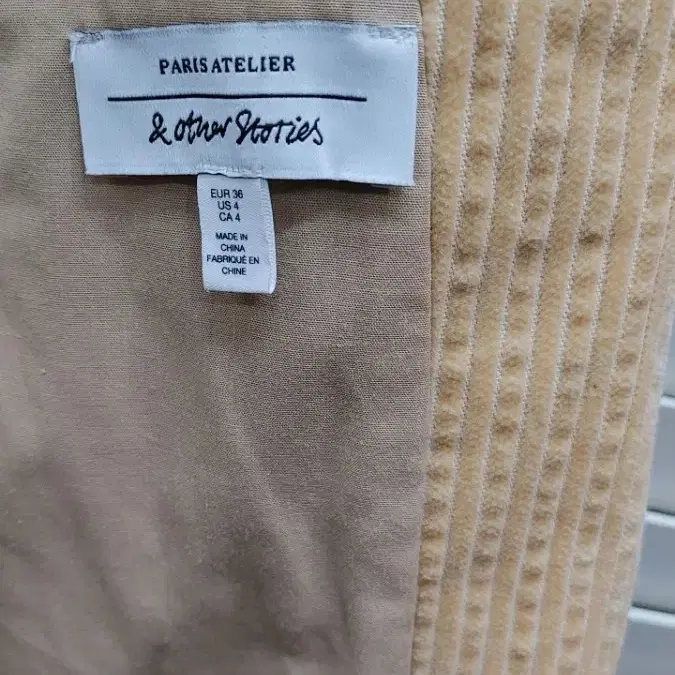 PARIS ATELIER
& other Stories
EUR 36
US 4
CA 4
MADE IN
CHINA
FABRIQUÉ EN
CHINE